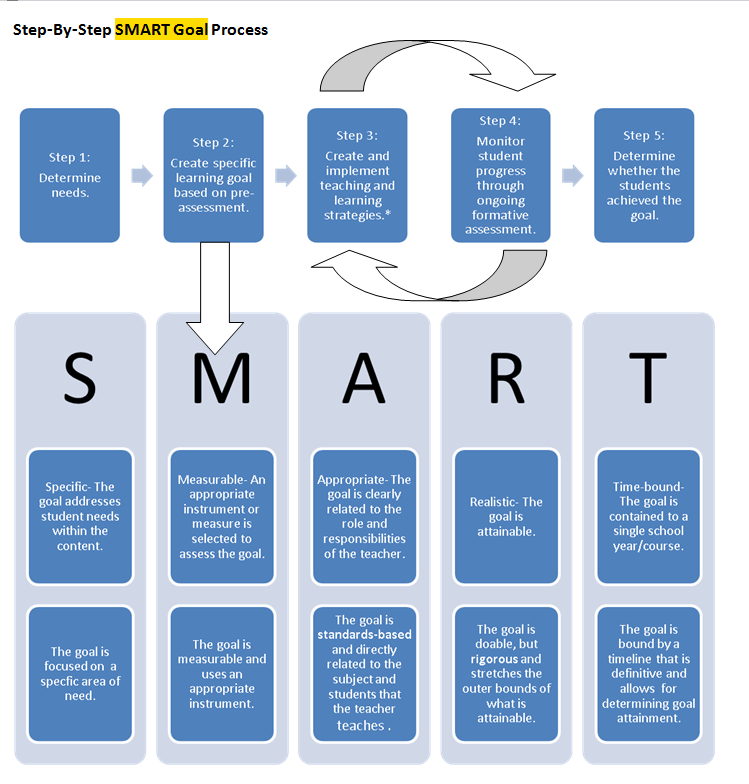 Step-By-Step SMART Goal Process
Step 1:
Determine
needs.
Step 2:
Create specific
learning goal
based on pre-
assessment.
Step 3:
Create and
implement
teaching and
learning
strategies.*
Step 4:
Monitor
student
progress
through
ongoing
formative
assessment.
Step 5:
Determine
whether the
students
achieved the
goal.
S
M
A
R
T
Specific- The
goal addresses
student needs
within the
content.
Measurable- An
appropriate
instrument or
measure is
selected to
assess the goal.
Appropriate- The
goal is clearly
related to the
role and
responsibilities
of the teacher.
Realistic- The
goal is
attainable.
Time-bound-
The goal is
contained to a
single school
year/course.
The goal is
focused on a
specfic area of
need.
The goal is
measurable and
uses an
appropriate
instrument.
The goal is
standards-based
and directly
related to the
subject and
students that
the teacher
teaches .
The goal is
doable, but
rigorous and
stretches the
outer bounds of
what is
attainable.
The goal is
bound by a
timeline that is
definitive and
allows for
determining goal
attainment.